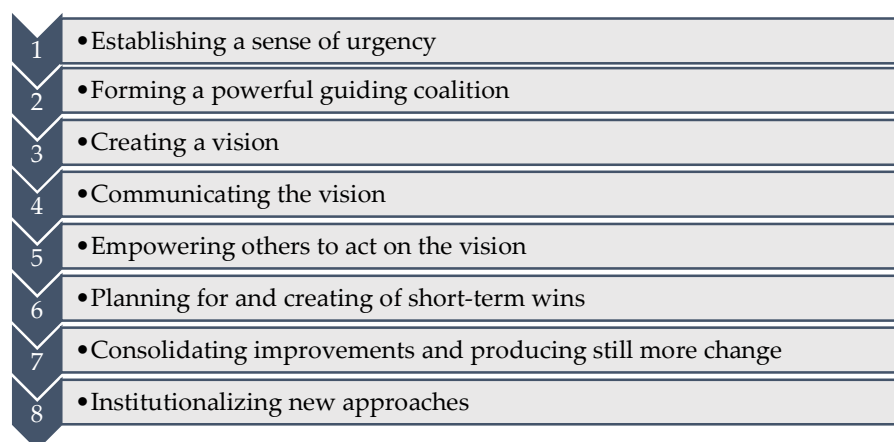 1 •Establishing a sense of urgency
2 •Forming a powerful guiding coalition
3 •Creating a vision
4 •Communicating the vision
5 •Empowering others to act on the vision
6 •Planning for and creating of short-term wins
7 •Consolidating improvements and producing still more change
8 •Institutionalizing new approaches